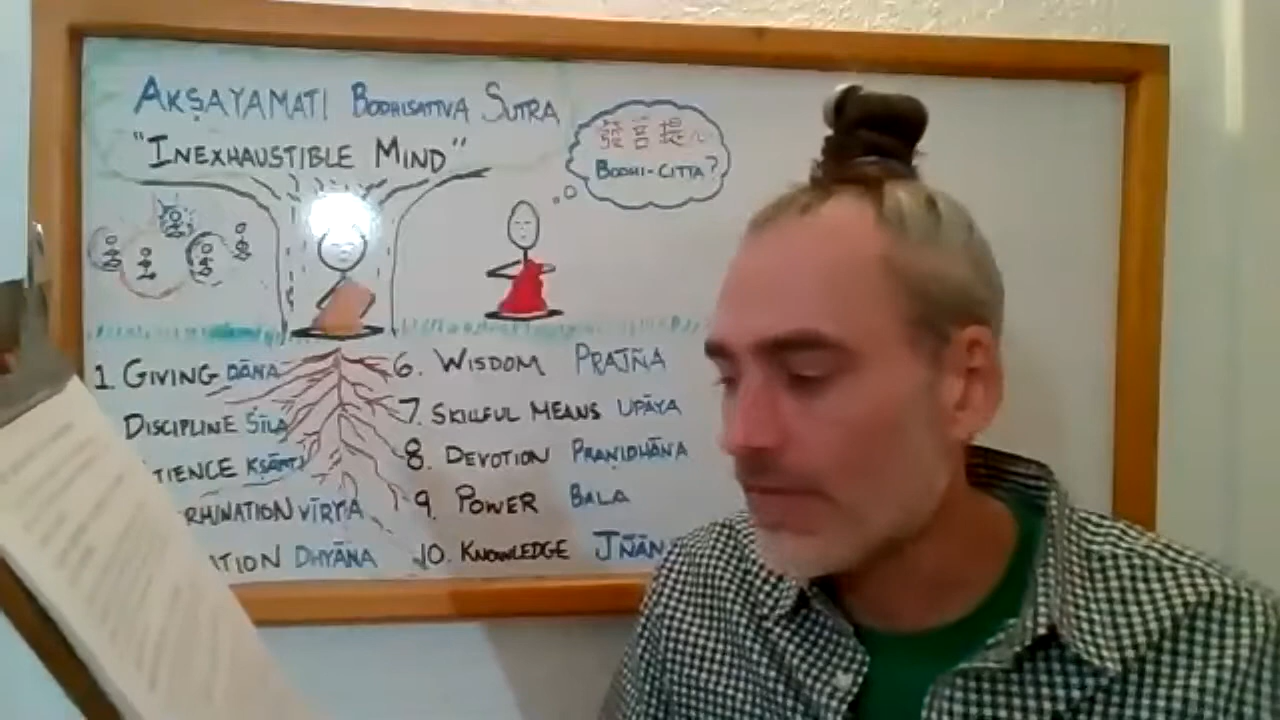 AKṢAYAMATI BODHISATTVA SUTRA
"INEXHAUSTIBLE MIND"
發菩提心
BODHI-CITTA?
1. GIVING DĀNA
DISCIPLINE ŚĪLA
TIENCE KṢĀNTI
RMINATION VĪRYA
ATION DHYĀNA
6. WISDOM PRAJÑA
7. SKILLFUL MEANS UPĀYA
8. DEVOTION PRAṆIDHĀNA
9. POWER BALA
10. KNOWLEDGE JÑĀN